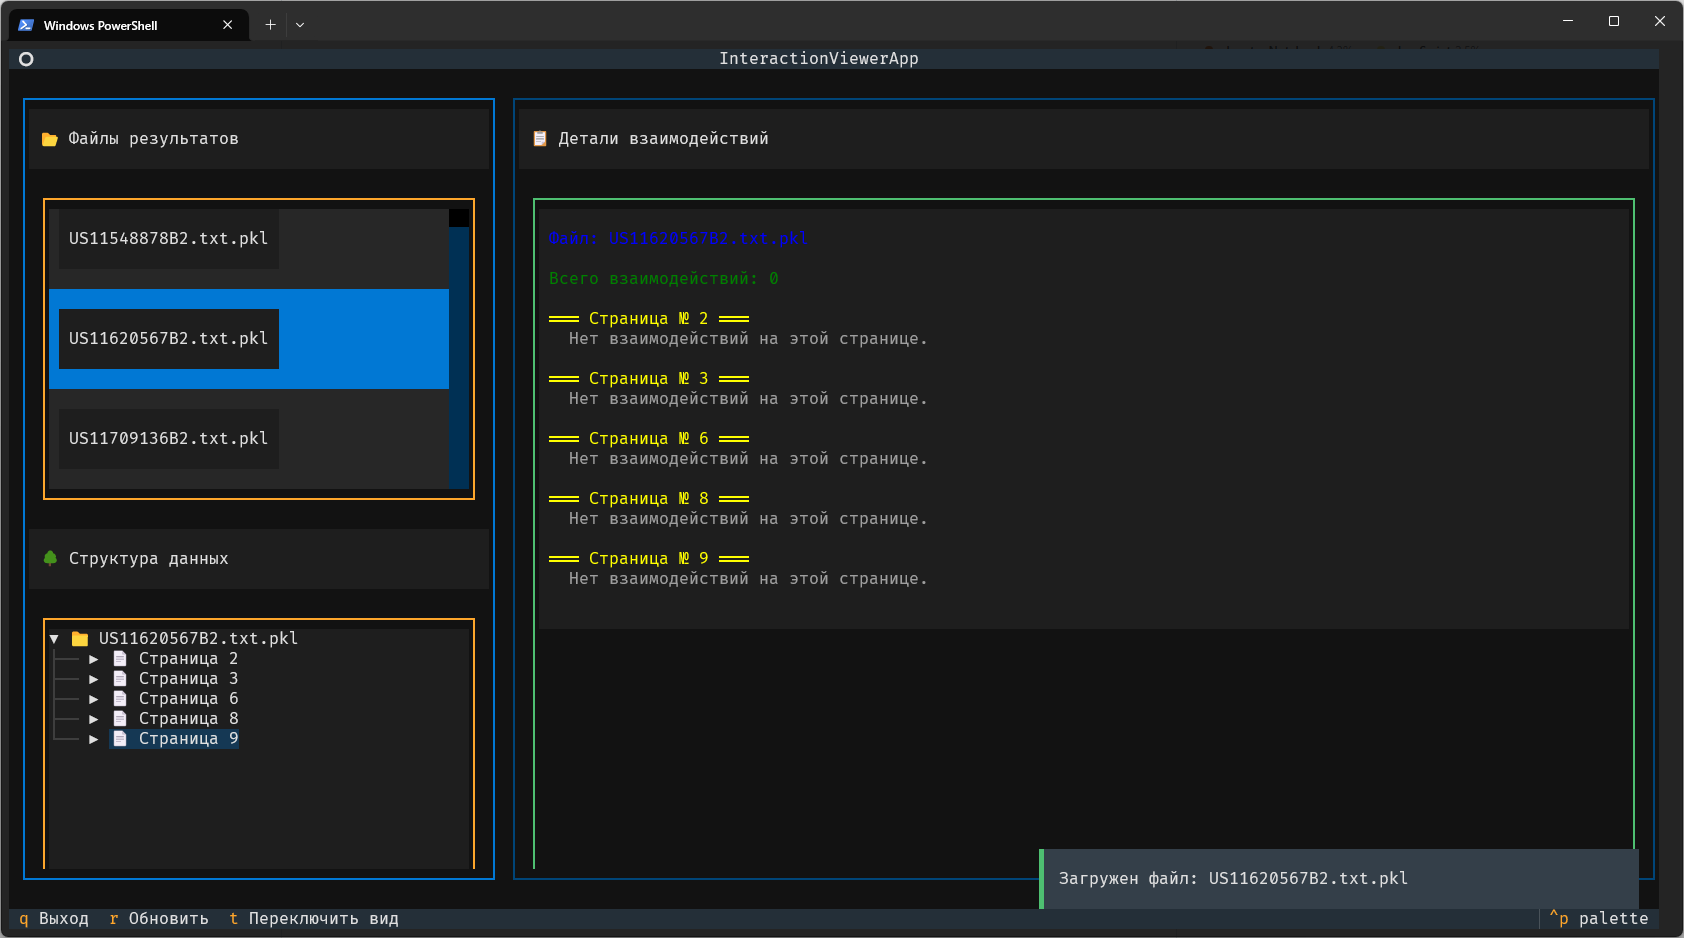 Windows PowerShell
InteractionViewerApp
Файлы результатов
US11548878B2.txt.pkl
US11620567B2.txt.pkl
US11709136B2.txt.pkl
Структура данных
US11620567B2.txt.pkl
Страница 2
Страница 3
Страница 6
Страница 8
Страница 9
Детали взаимодействий
Файл: US11620567B2.txt.pkl
Всего взаимодействий: 0
═══ Страница № 2 ═══
Нет взаимодействий на этой странице.
═══ Страница № 3 ═══
Нет взаимодействий на этой странице.
═══ Страница № 6 ═══
Нет взаимодействий на этой странице.
═══ Страница № 8 ═══
Нет взаимодействий на этой странице.
═══ Страница № 9 ═══
Нет взаимодействий на этой странице.
Загружен файл: US11620567B2.txt.pkl
q Выход r Обновить t Переключить вид ^p palette